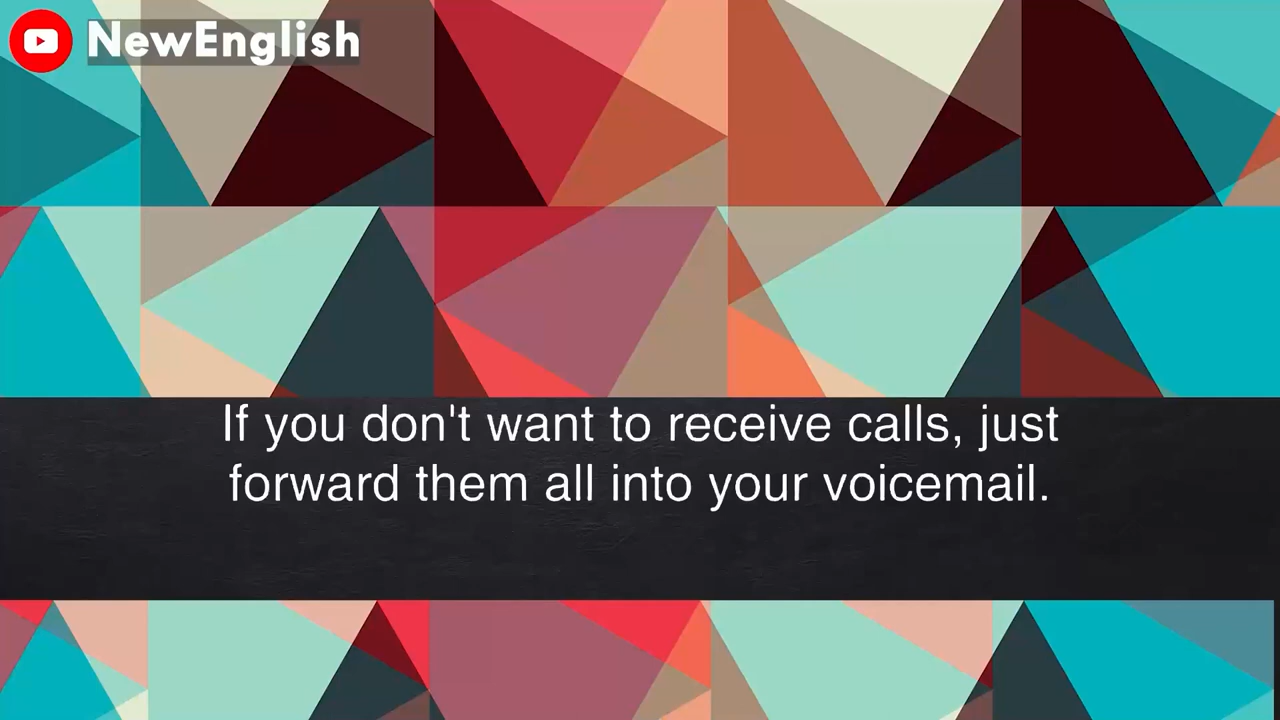 NewEnglish
If you don't want to receive calls, just
forward them all into your voicemail.